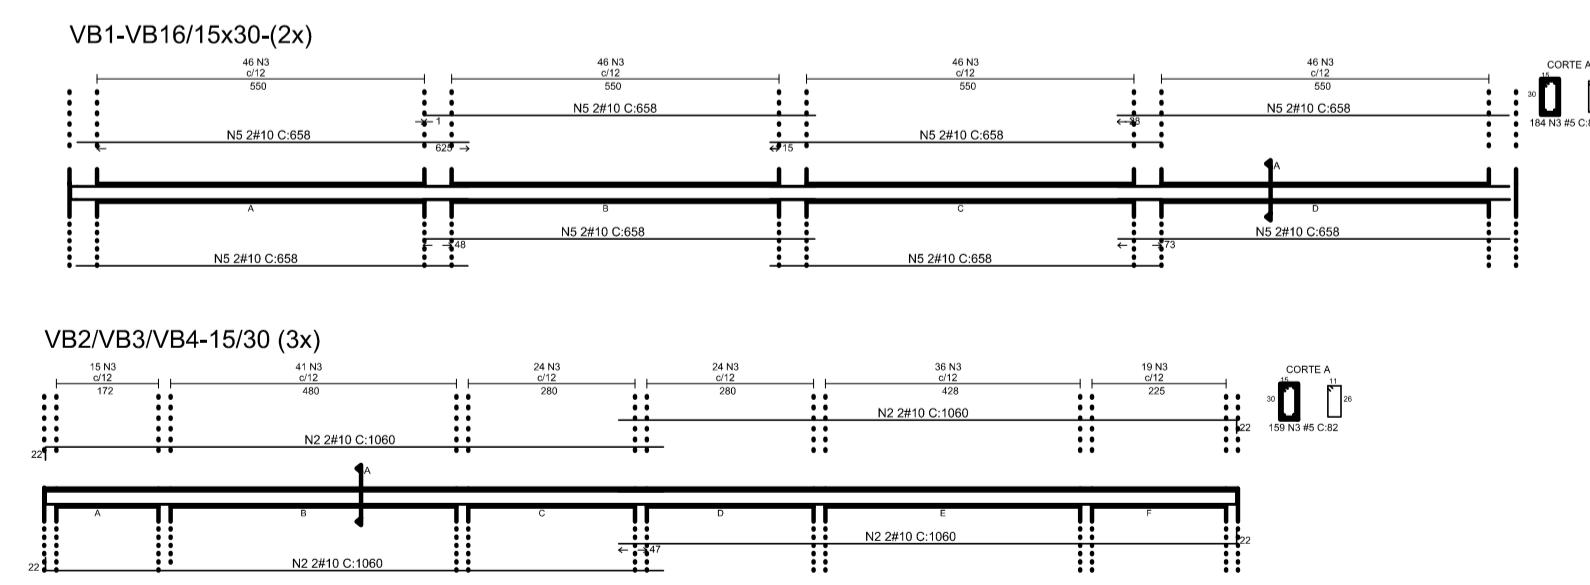 VB1-VB16/15x30-(2x)
46 N3
c/12
550
46 N3
c/12
550
46 N3
c/12
550
46 N3
c/12
550
CORTE A
15
30
184 N3 #5 C:8
N5 2#10 C:658
N5 2#10 C:658
1
N5 2#10 C:658
625
15
N5 2#10 C:658
A
A
B
C
D
N5 2#10 C:658
48
N5 2#10 C:658
73
N5 2#10 C:658
N5 2#10 C:658
VB2/VB3/VB4-15/30 (3x)
15 N3
c/12
172
41 N3
c/12
480
24 N3
c/12
280
24 N3
c/12
280
36 N3
c/12
428
19 N3
c/12
225
CORTE A
15
30
11
26
159 N3 #5 C:82
N2 2#10 C:1060
22
N2 2#10 C:1060
22
A
A
B
C
D
E
F
N2 2#10 C:1060
22
47
N2 2#10 C:1060
22